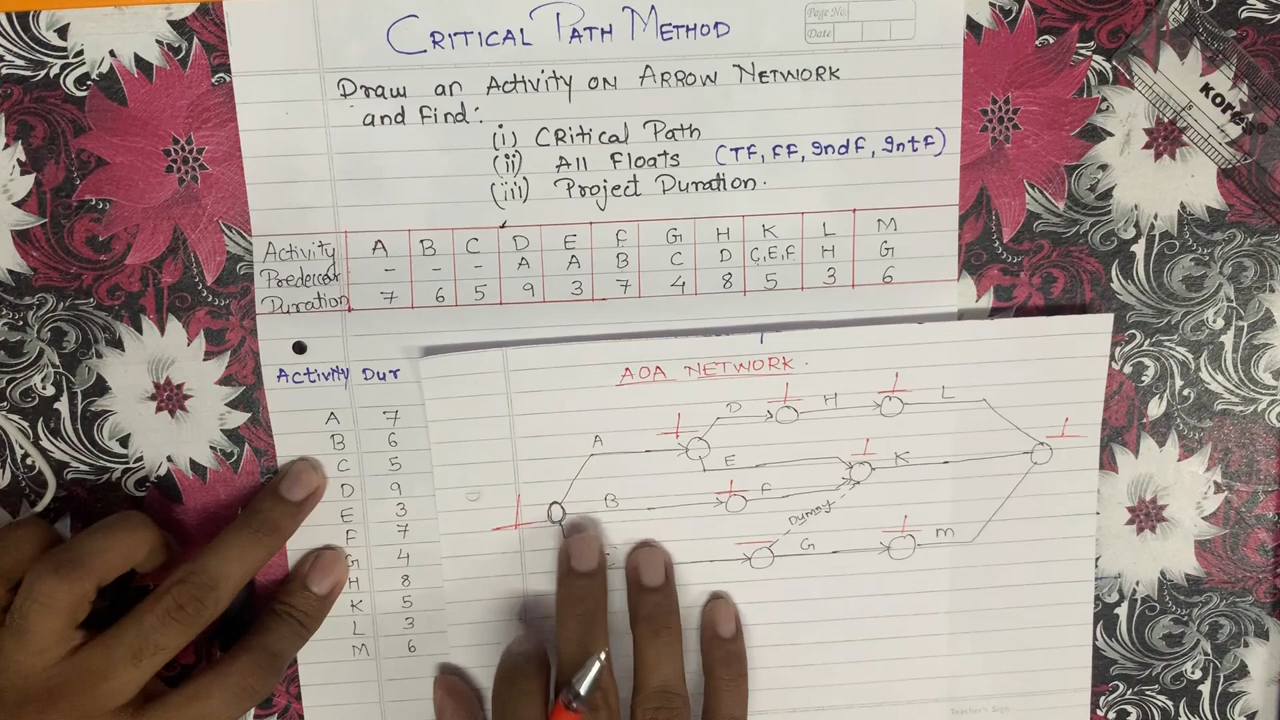 CRITICAL PATH METHOD
Page No.
Date
Draw an Activity on ARROW NETWORK
and Find:
(i) CRitical Path
(ii) All Floats (TF, FF, IndF, IntF)
(iii) Project Duration.
Activity A B C D E F G H K L M
- - - A A B C D C,E,F H G
Duration 7 6 5 9 3 7 4 8 5 3 6
Activity Dur
A 7
B 6
C 5
D 9
E 3
F 7
G 4
H 8
K 5
L 3
M 6
AOA NETWORK.
D H L
A
E K
B F
Dummy
G M